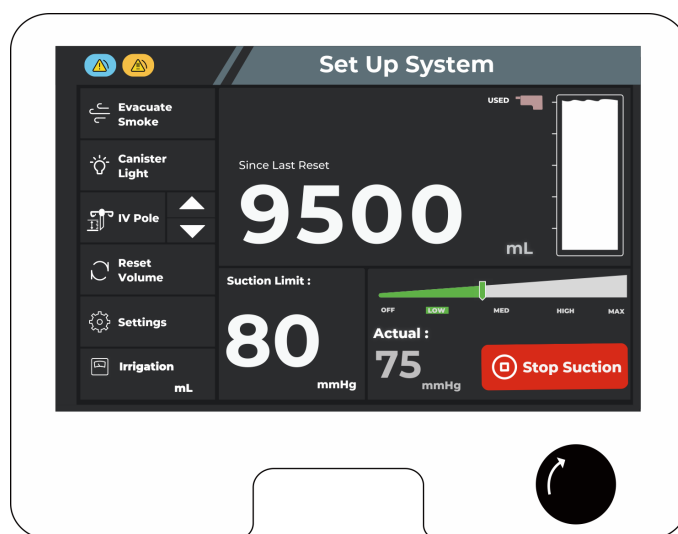 Set Up System
Evacuate
Smoke
Canister
Light
IV Pole
Reset
Volume
Settings
Irrigation
mL
USED
Since Last Reset
9500
mL
Suction Limit :
80
mmHg
OFF LOW MED HIGH MAX
Actual :
75
mmHg
Stop Suction